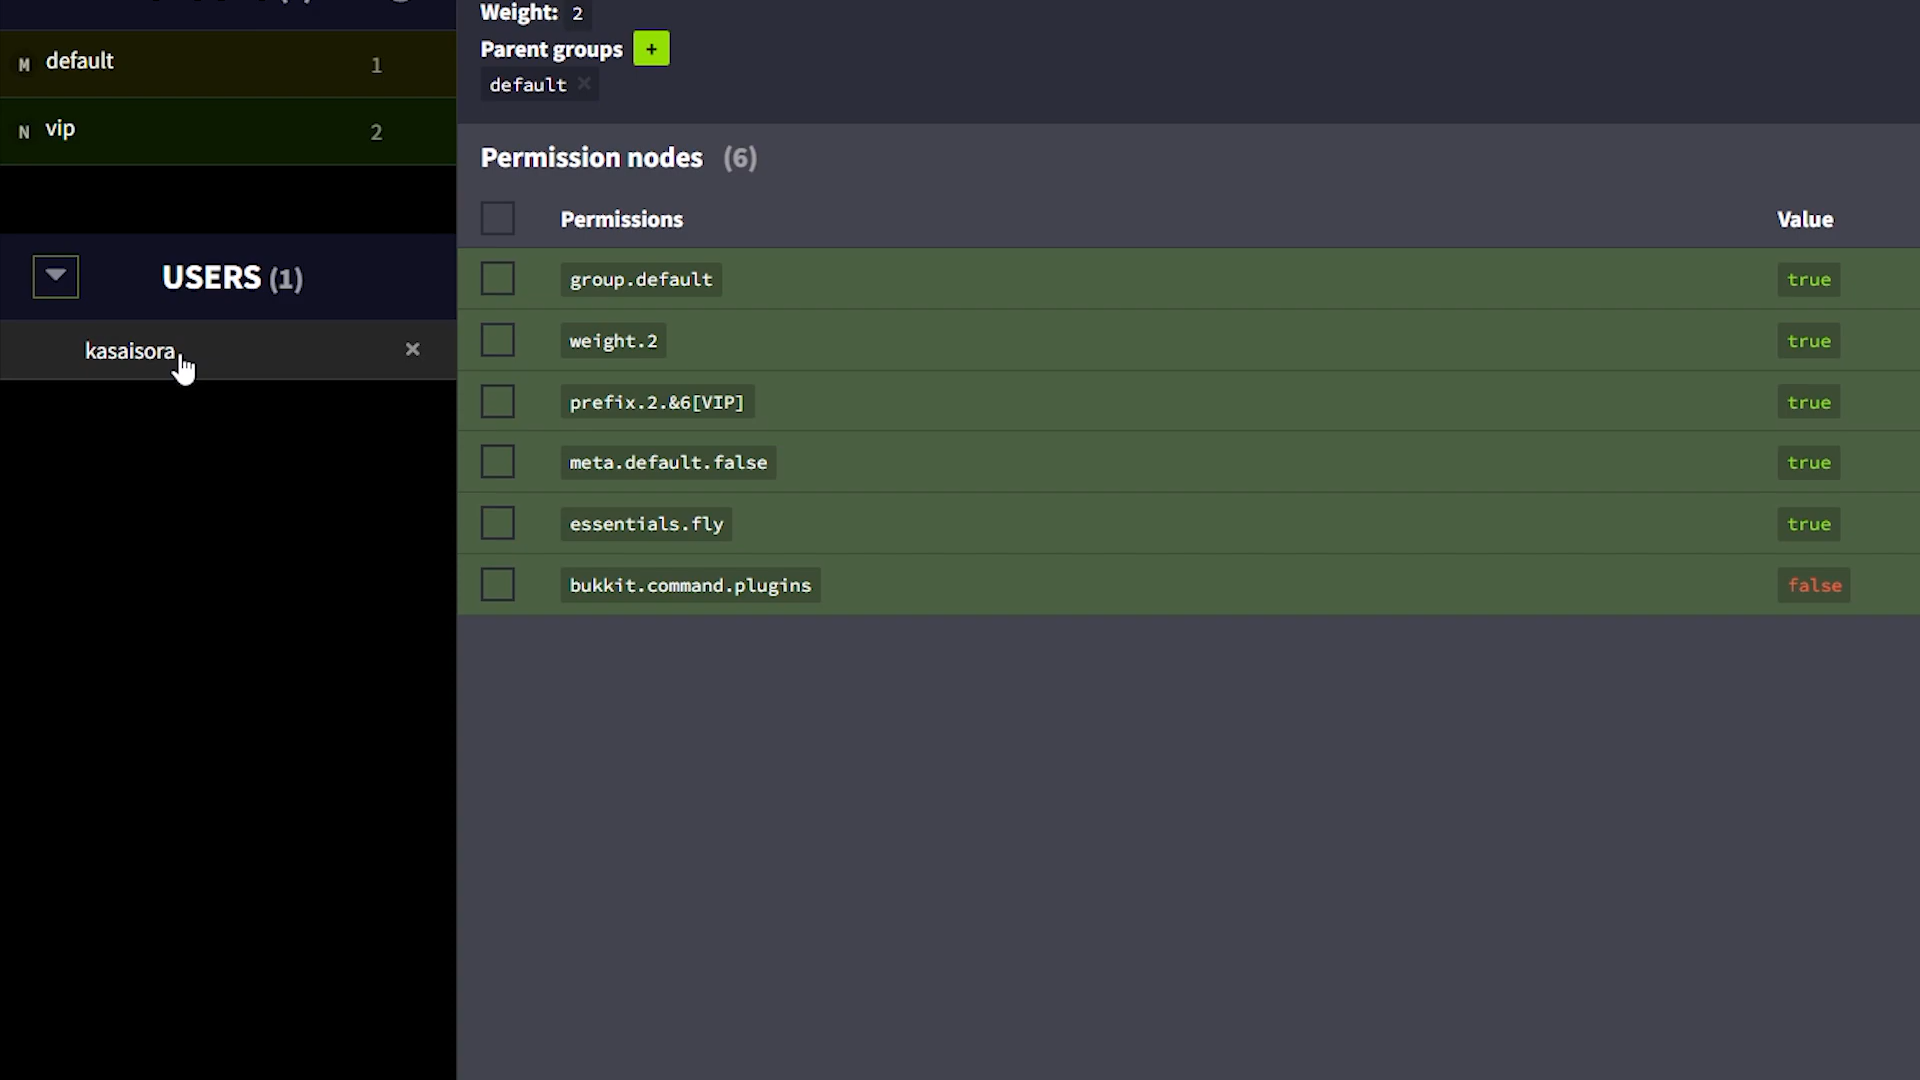 M default 1
N vip 2
USERS (1)
kasaisora ×
Weight: 2
Parent groups +
default ×
Permission nodes (6)
Permissions Value
group.default true
weight.2 true
prefix.2.&6[VIP] true
meta.default.false true
essentials.fly true
bukkit.command.plugins false